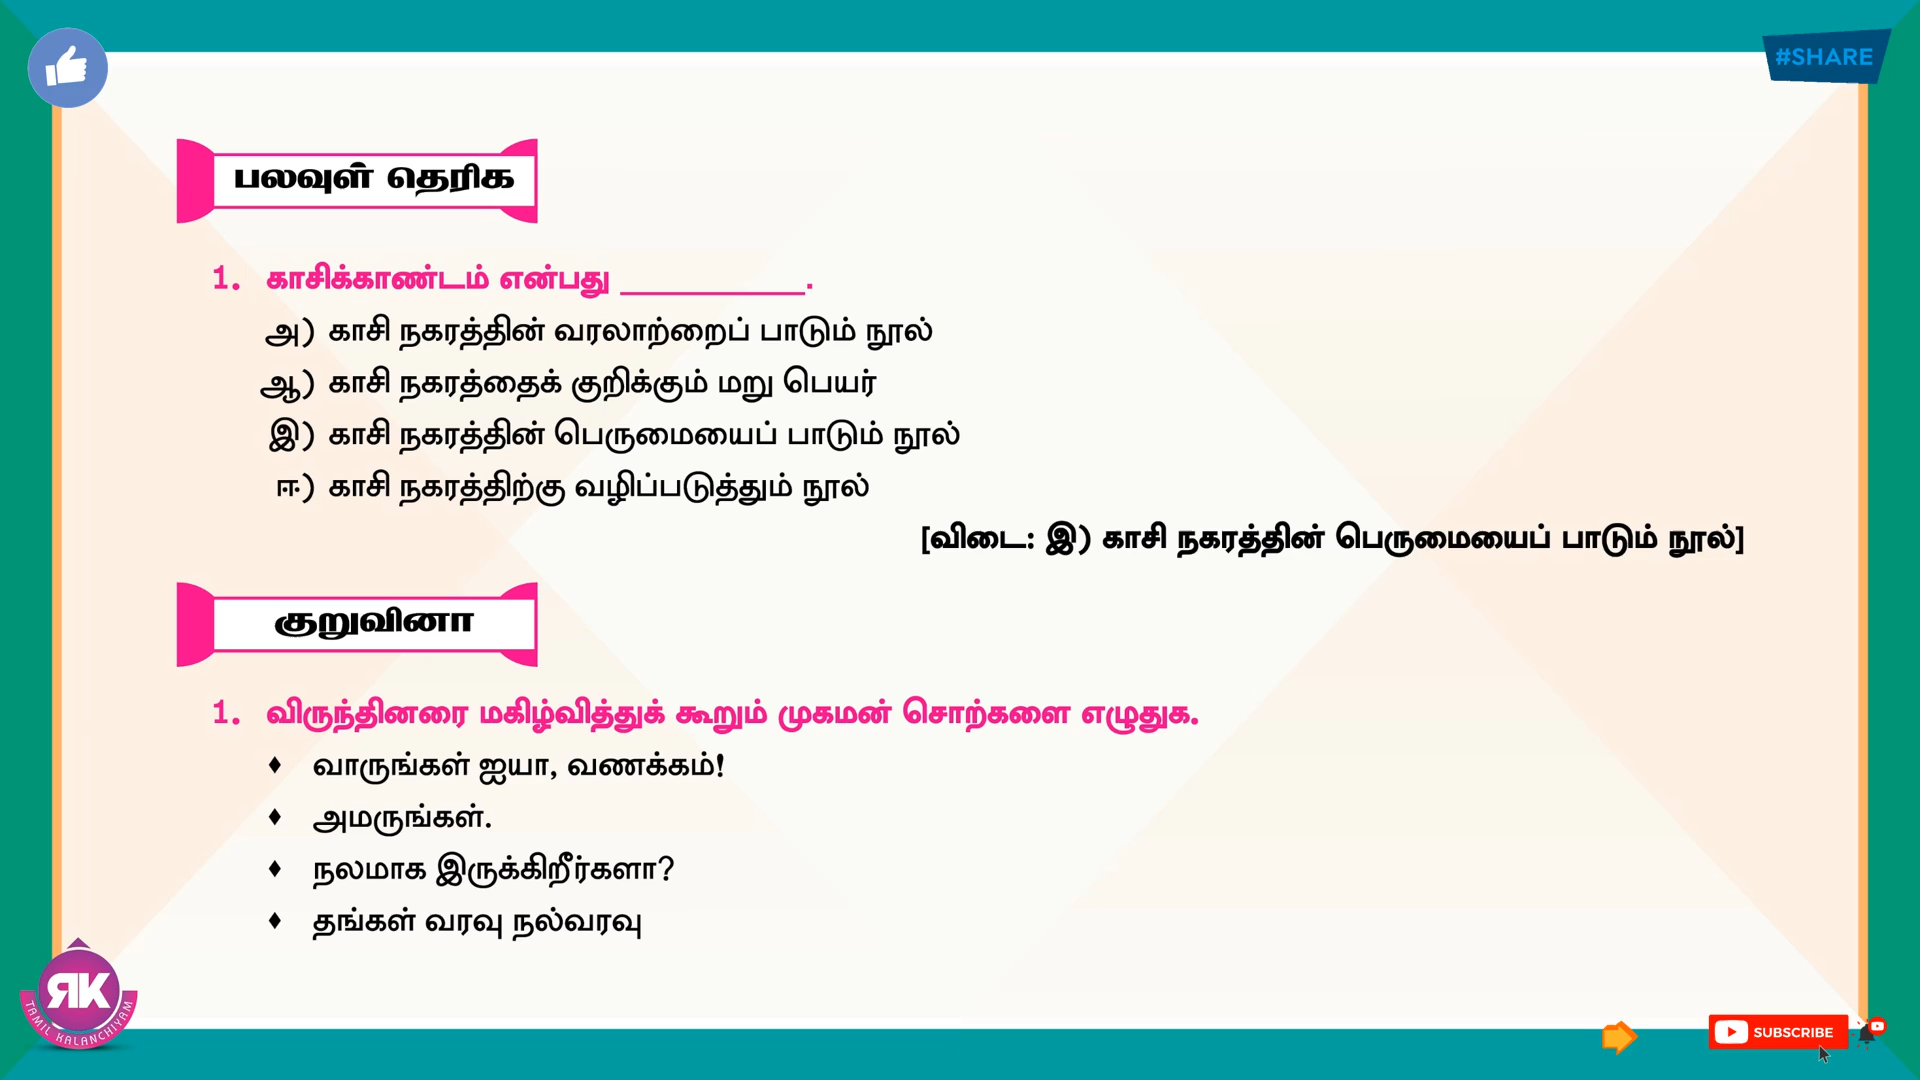 #SHARE
பலவுள் தெரிக
1. காசிக்காண்டம் என்பது ___________.
அ) காசி நகரத்தின் வரலாற்றைப் பாடும் நூல்
ஆ) காசி நகரத்தைக் குறிக்கும் மறு பெயர்
இ) காசி நகரத்தின் பெருமையைப் பாடும் நூல்
ஈ) காசி நகரத்திற்கு வழிப்படுத்தும் நூல்
[விடை: இ) காசி நகரத்தின் பெருமையைப் பாடும் நூல்]
குறுவினா
1. விருந்தினரை மகிழ்வித்துக் கூறும் முகமன் சொற்களை எழுதுக.
♦ வாருங்கள் ஐயா, வணக்கம்!
♦ அமருங்கள்.
♦ நலமாக இருக்கிறீர்களா?
♦ தங்கள் வரவு நல்வரவு
RK
TAMIL KALANCHIYAM
SUBSCRIBE